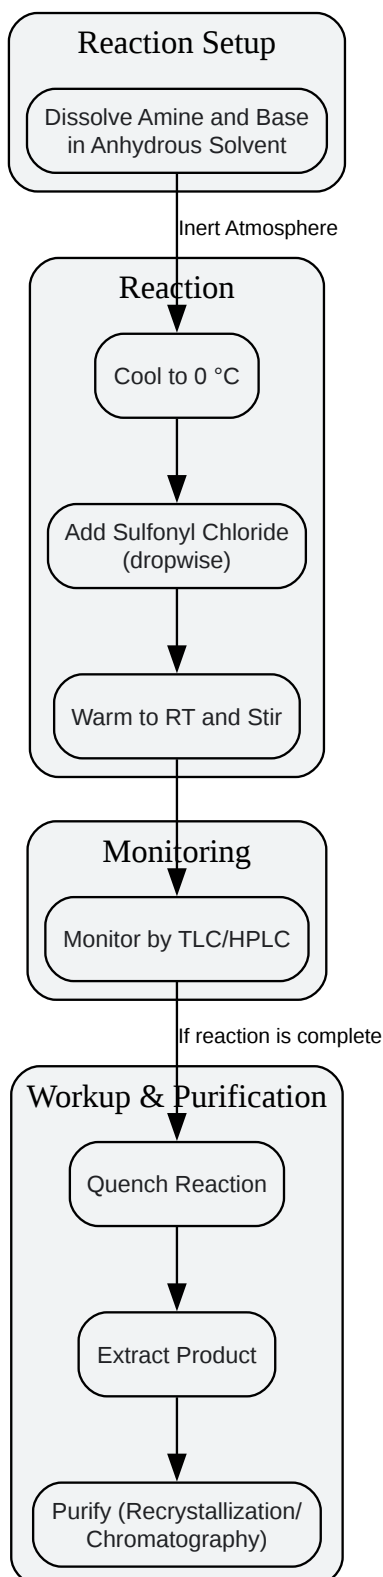 Reaction Setup
Dissolve Amine and Base
in Anhydrous Solvent
Inert Atmosphere
Reaction
Cool to 0 °C
Add Sulfonyl Chloride
(dropwise)
Warm to RT and Stir
Monitoring
Monitor by TLC/HPLC
If reaction is complete
Workup & Purification
Quench Reaction
Extract Product
Purify (Recrystallization/
Chromatography)